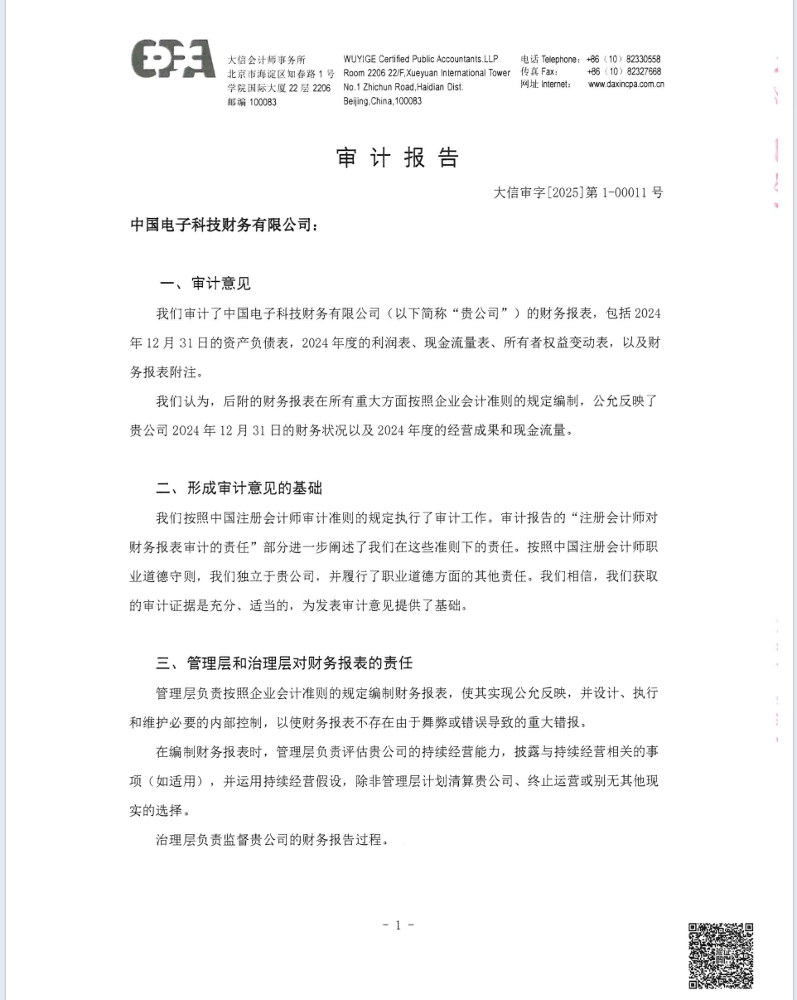 大信会计师事务所
北京市海淀区知春路 1 号
学院国际大厦 22 层 2206
邮编 100083
WUYIGE Certified Public Accountants.LLP
Room 2206 22/F,Xueyuan International Tower
No.1 Zhichun Road,Haidian Dist.
Beijing,China,100083
电话 Telephone: +86（10）82330558
传真 Fax: +86（10）82327668
网址 Internet: www.daxincpa.com.cn
审 计 报 告
大信审字[2025]第 1-00011 号
中国电子科技财务有限公司：
一、审计意见
我们审计了中国电子科技财务有限公司（以下简称“贵公司”）的财务报表，包括 2024
年 12 月 31 日的资产负债表，2024 年度的利润表、现金流量表、所有者权益变动表，以及财
务报表附注。
我们认为，后附的财务报表在所有重大方面按照企业会计准则的规定编制，公允反映了
贵公司 2024 年 12 月 31 日的财务状况以及 2024 年度的经营成果和现金流量。
二、形成审计意见的基础
我们按照中国注册会计师审计准则的规定执行了审计工作。审计报告的“注册会计师对
财务报表审计的责任”部分进一步阐述了我们在这些准则下的责任。按照中国注册会计师职
业道德守则，我们独立于贵公司，并履行了职业道德方面的其他责任。我们相信，我们获取
的审计证据是充分、适当的，为发表审计意见提供了基础。
三、管理层和治理层对财务报表的责任
管理层负责按照企业会计准则的规定编制财务报表，使其实现公允反映，并设计、执行
和维护必要的内部控制，以使财务报表不存在由于舞弊或错误导致的重大错报。
在编制财务报表时，管理层负责评估贵公司的持续经营能力，披露与持续经营相关的事
项（如适用），并运用持续经营假设，除非管理层计划清算贵公司、终止运营或别无其他现
实的选择。
治理层负责监督贵公司的财务报告过程。
- 1 -